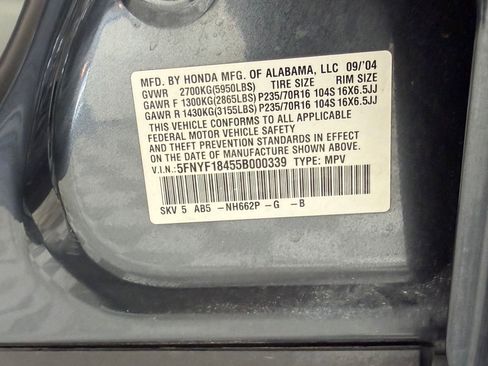 MFD. BY HONDA MFG. OF ALABAMA, LLC 09/'04
GVWR 2700KG(5950LBS) TIRE SIZE RIM SIZE
GAWR F 1300KG(2865LBS) P235/70R16 104S 16X6.5JJ
GAWR R 1430KG(3155LBS) P235/70R16 104S 16X6.5JJ
THIS VEHICLE CONFORMS TO ALL APPLICABLE
FEDERAL MOTOR VEHICLE SAFETY
AND THEFT PREVENTION STANDARDS IN EFFECT
ON THE DATE OF MANUFACTURE SHOWN ABOVE.
V.I.N.: 5FNYF18455B000339 TYPE: MPV
SKV 5 AB5 -NH662P -G -B